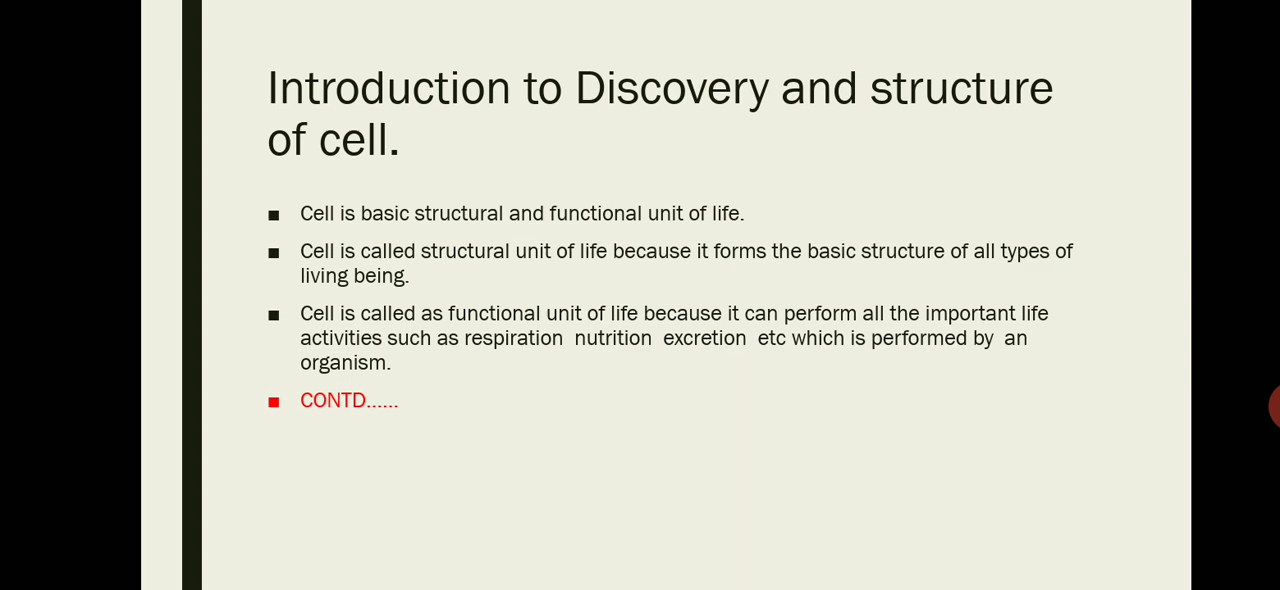 Introduction to Discovery and structure
of cell.
■ Cell is basic structural and functional unit of life.
■ Cell is called structural unit of life because it forms the basic structure of all types of
living being.
■ Cell is called as functional unit of life because it can perform all the important life
activities such as respiration  nutrition  excretion  etc which is performed by  an
organism.
■ CONTD......